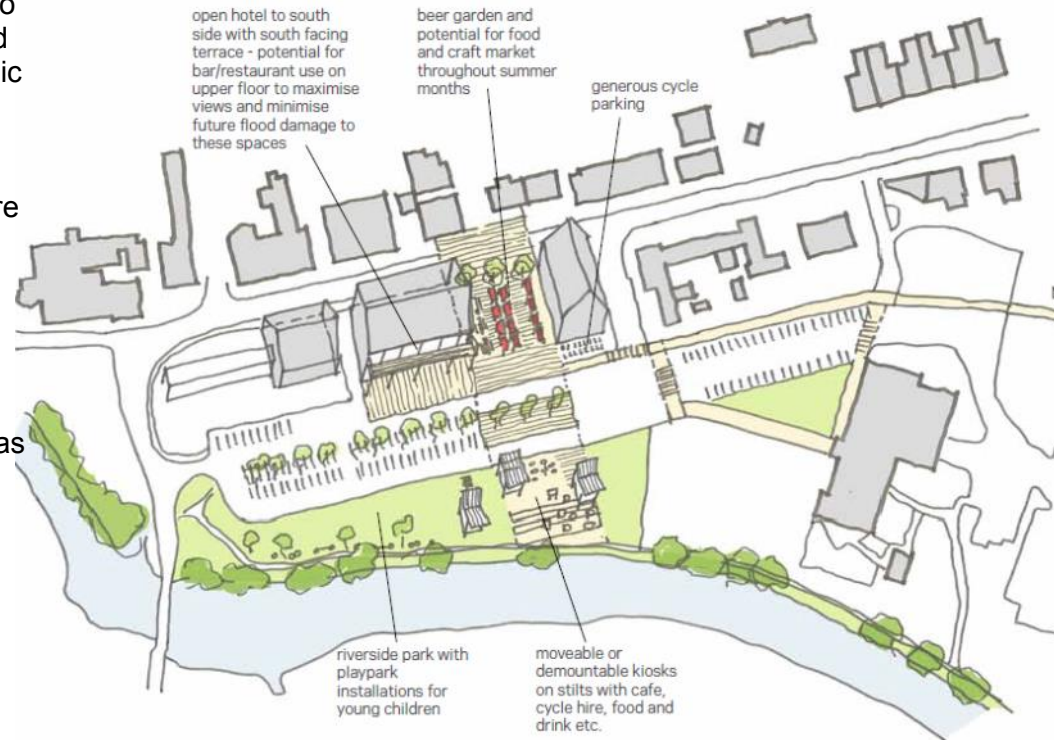 o
d
ic
re
as
open hotel to south
side with south facing
terrace - potential for
bar/restaurant use on
upper floor to maximise
views and minimise
future flood damage to
these spaces
beer garden and
potential for food
and craft market
throughout summer
months
generous cycle
parking
riverside park with
playpark
installations for
young children
moveable or
demountable kiosks
on stilts with cafe,
cycle hire, food and
drink etc.